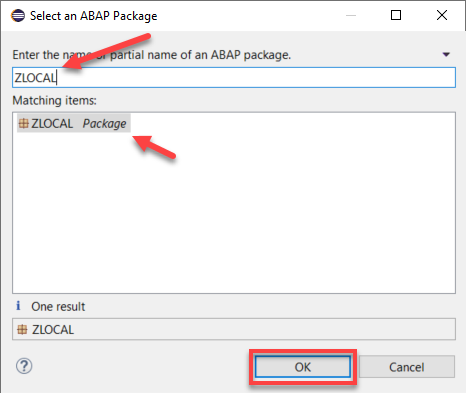 Select an ABAP Package
Enter the name or partial name of an ABAP package.
ZLOCAL
Matching items:
ZLOCAL Package
i One result
ZLOCAL
? OK Cancel